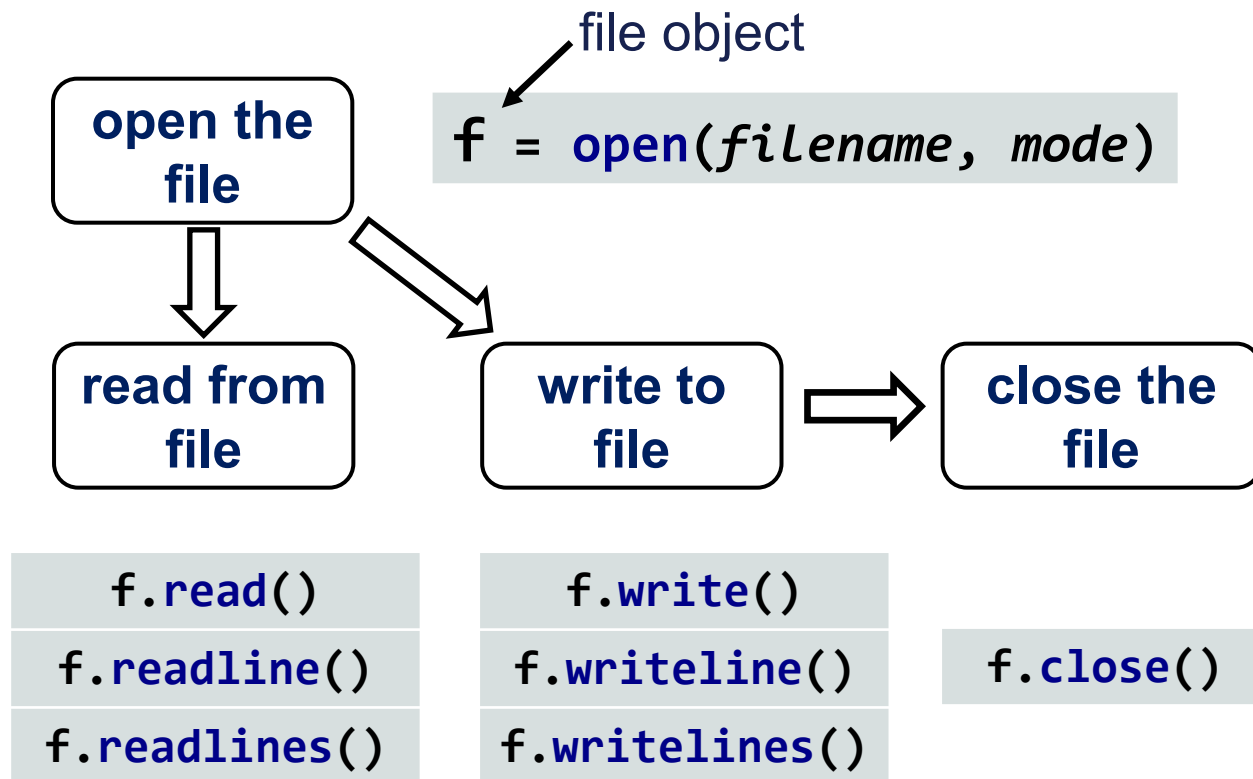 file object
open the
file
f = open(filename, mode)
read from
file
write to
file
close the
file
f.read()
f.readline()
f.readlines()
f.write()
f.writeline()
f.writelines()
f.close()